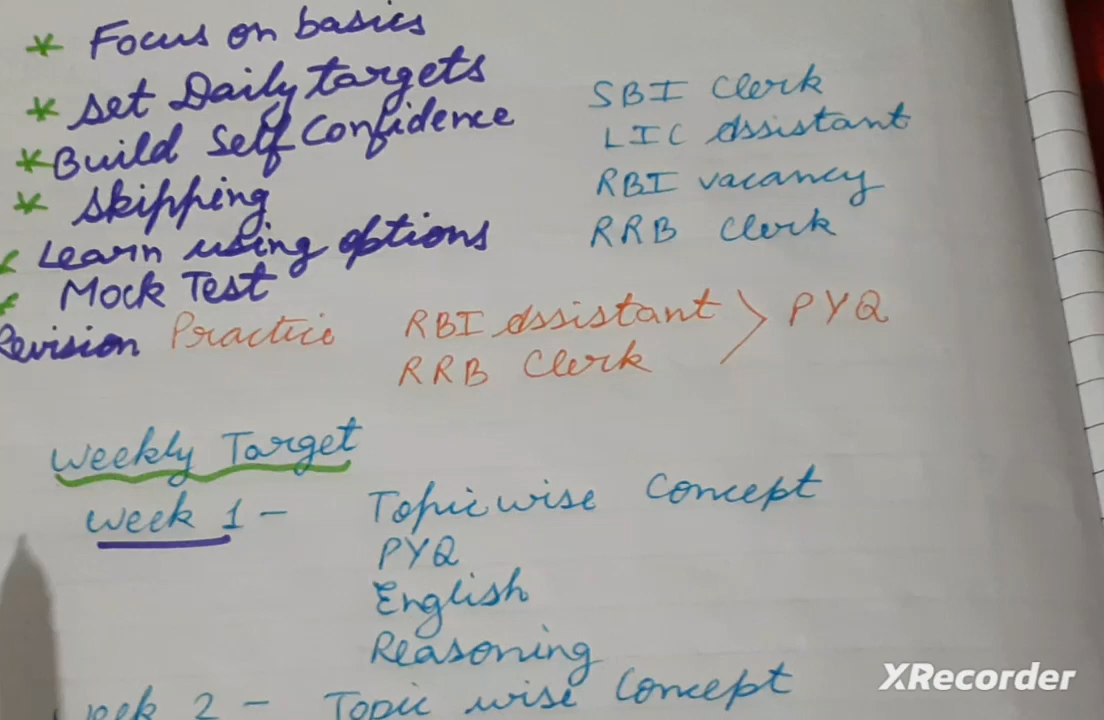 * Focus on basics
* Set Daily targets
* Build Self Confidence
* Skipping
* Learn using options
* Mock Test
Revision Practice
SBI Clerk
LIC Assistant
RBI vacancy
RRB Clerk
RBI Assistant > PYQ
RRB Clerk
Weekly Target
Week 1 - Topic wise Concept
PYQ
English
Reasoning
Week 2 - Topic wise Concept
XRecorder